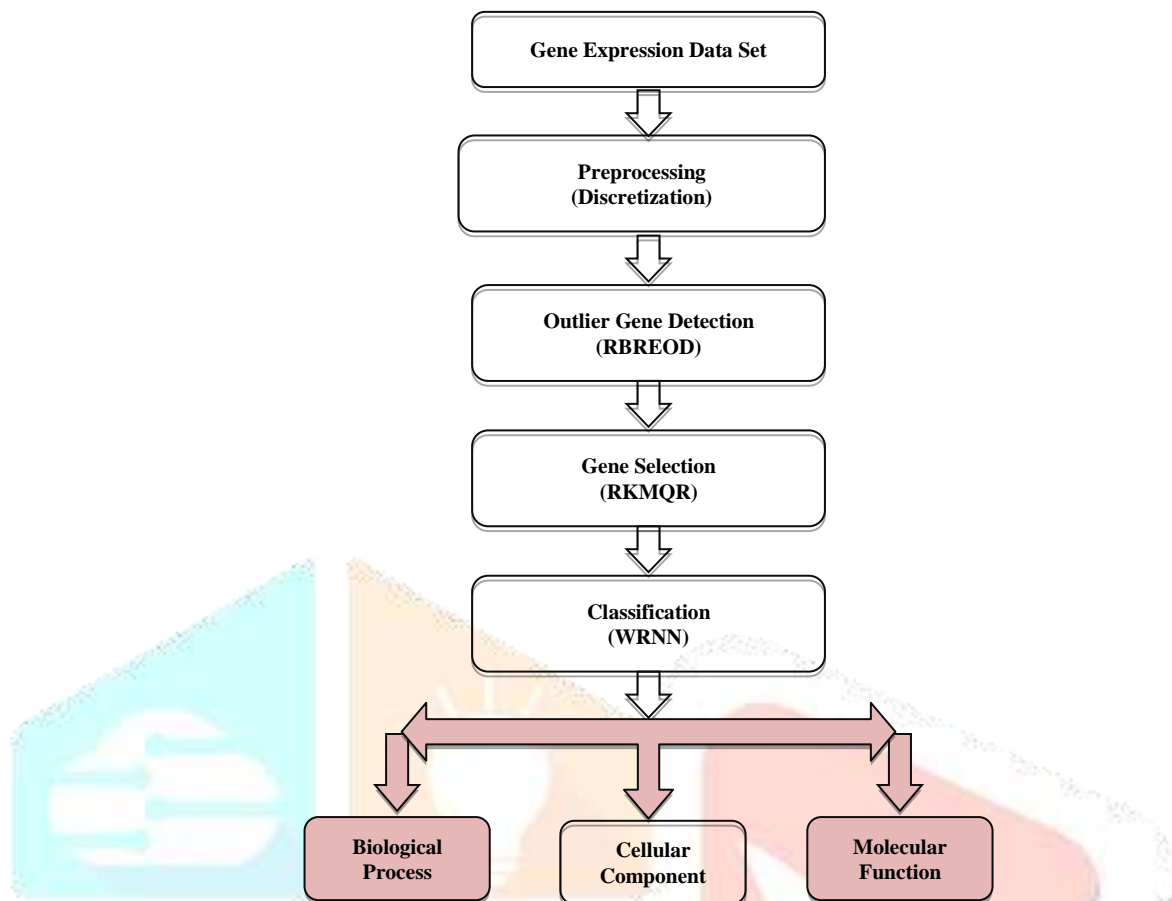 Gene Expression Data Set
Preprocessing
(Discretization)
Outlier Gene Detection
(RBREOD)
Gene Selection
(RKMQR)
Classification
(WRNN)
Biological
Process
Cellular
Component
Molecular
Function